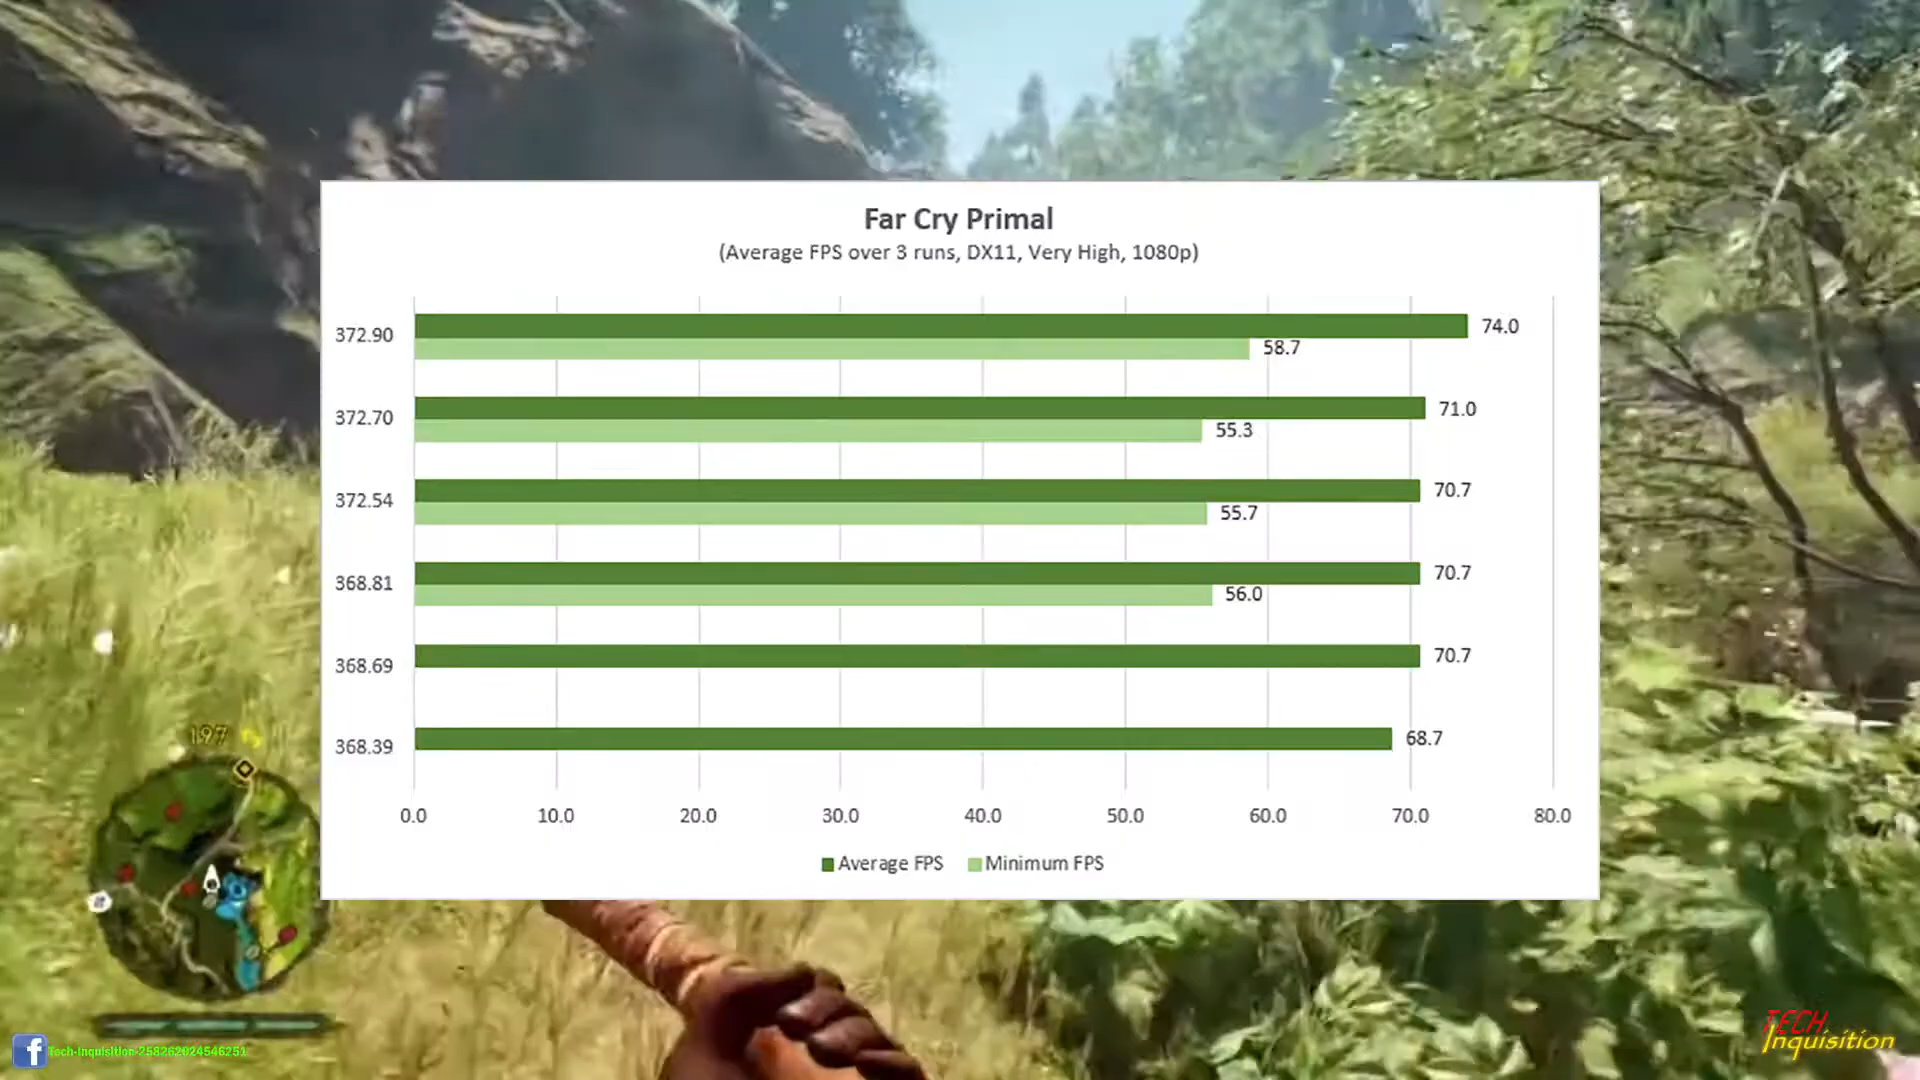 Far Cry Primal
(Average FPS over 3 runs, DX11, Very High, 1080p)
372.90
74.0
58.7
372.70
71.0
55.3
372.54
70.7
55.7
368.81
70.7
56.0
368.69
70.7
368.39
68.7
0.0 10.0 20.0 30.0 40.0 50.0 60.0 70.0 80.0
Average FPS Minimum FPS
197
f Tech-Inquisition-258262024546251
TECH
Inquisition